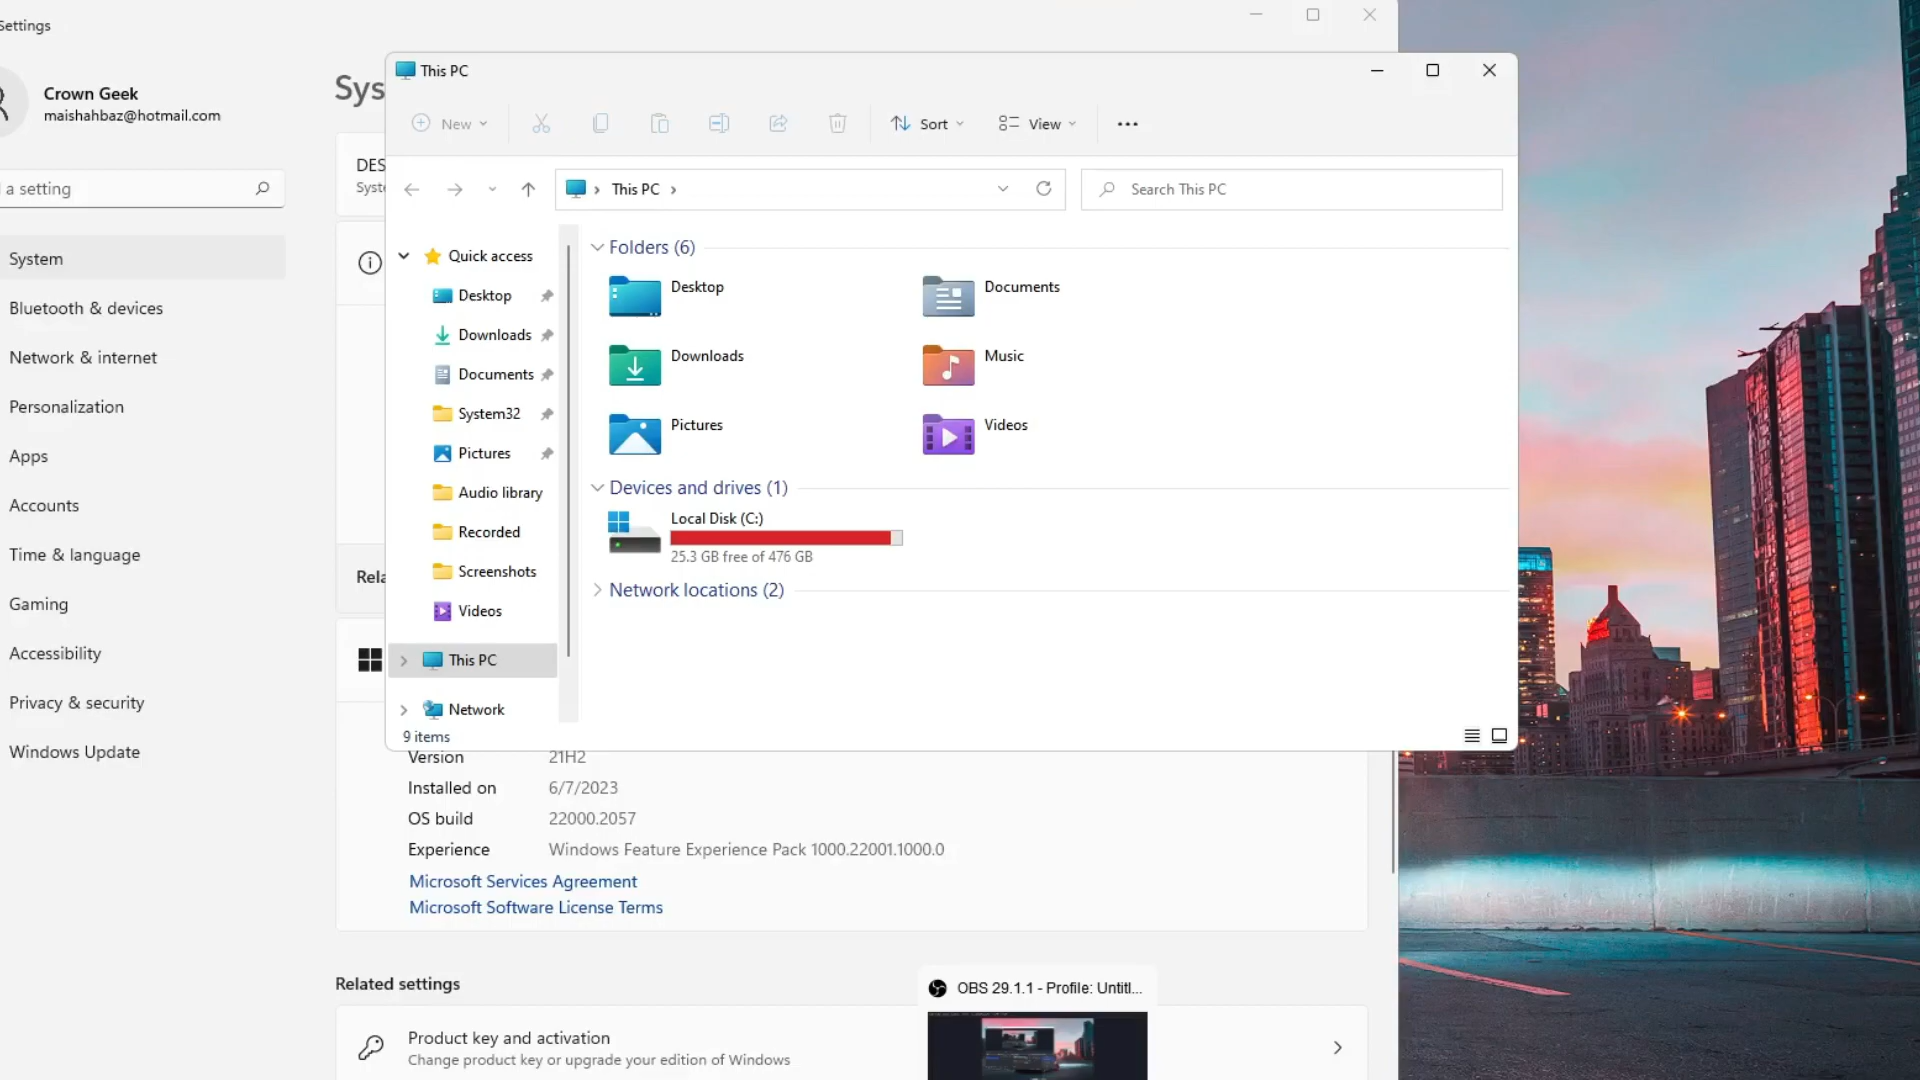 Settings
Crown Geek
maishahbaz@hotmail.com
a setting
System
Bluetooth & devices
Network & internet
Personalization
Apps
Accounts
Time & language
Gaming
Accessibility
Privacy & security
Windows Update
Sys
DES
Syste
Rela
This PC
New
Sort
View
This PC
Search This PC
Quick access
Desktop
Downloads
Documents
System32
Pictures
Audio library
Recorded
Screenshots
Videos
This PC
Network
9 items
Folders (6)
Desktop
Documents
Downloads
Music
Pictures
Videos
Devices and drives (1)
Local Disk (C:)
25.3 GB free of 476 GB
Network locations (2)
Version 21H2
Installed on 6/7/2023
OS build 22000.2057
Experience Windows Feature Experience Pack 1000.22001.1000.0
Microsoft Services Agreement
Microsoft Software License Terms
Related settings
Product key and activation
Change product key or upgrade your edition of Windows
OBS 29.1.1 - Profile: Untitl...